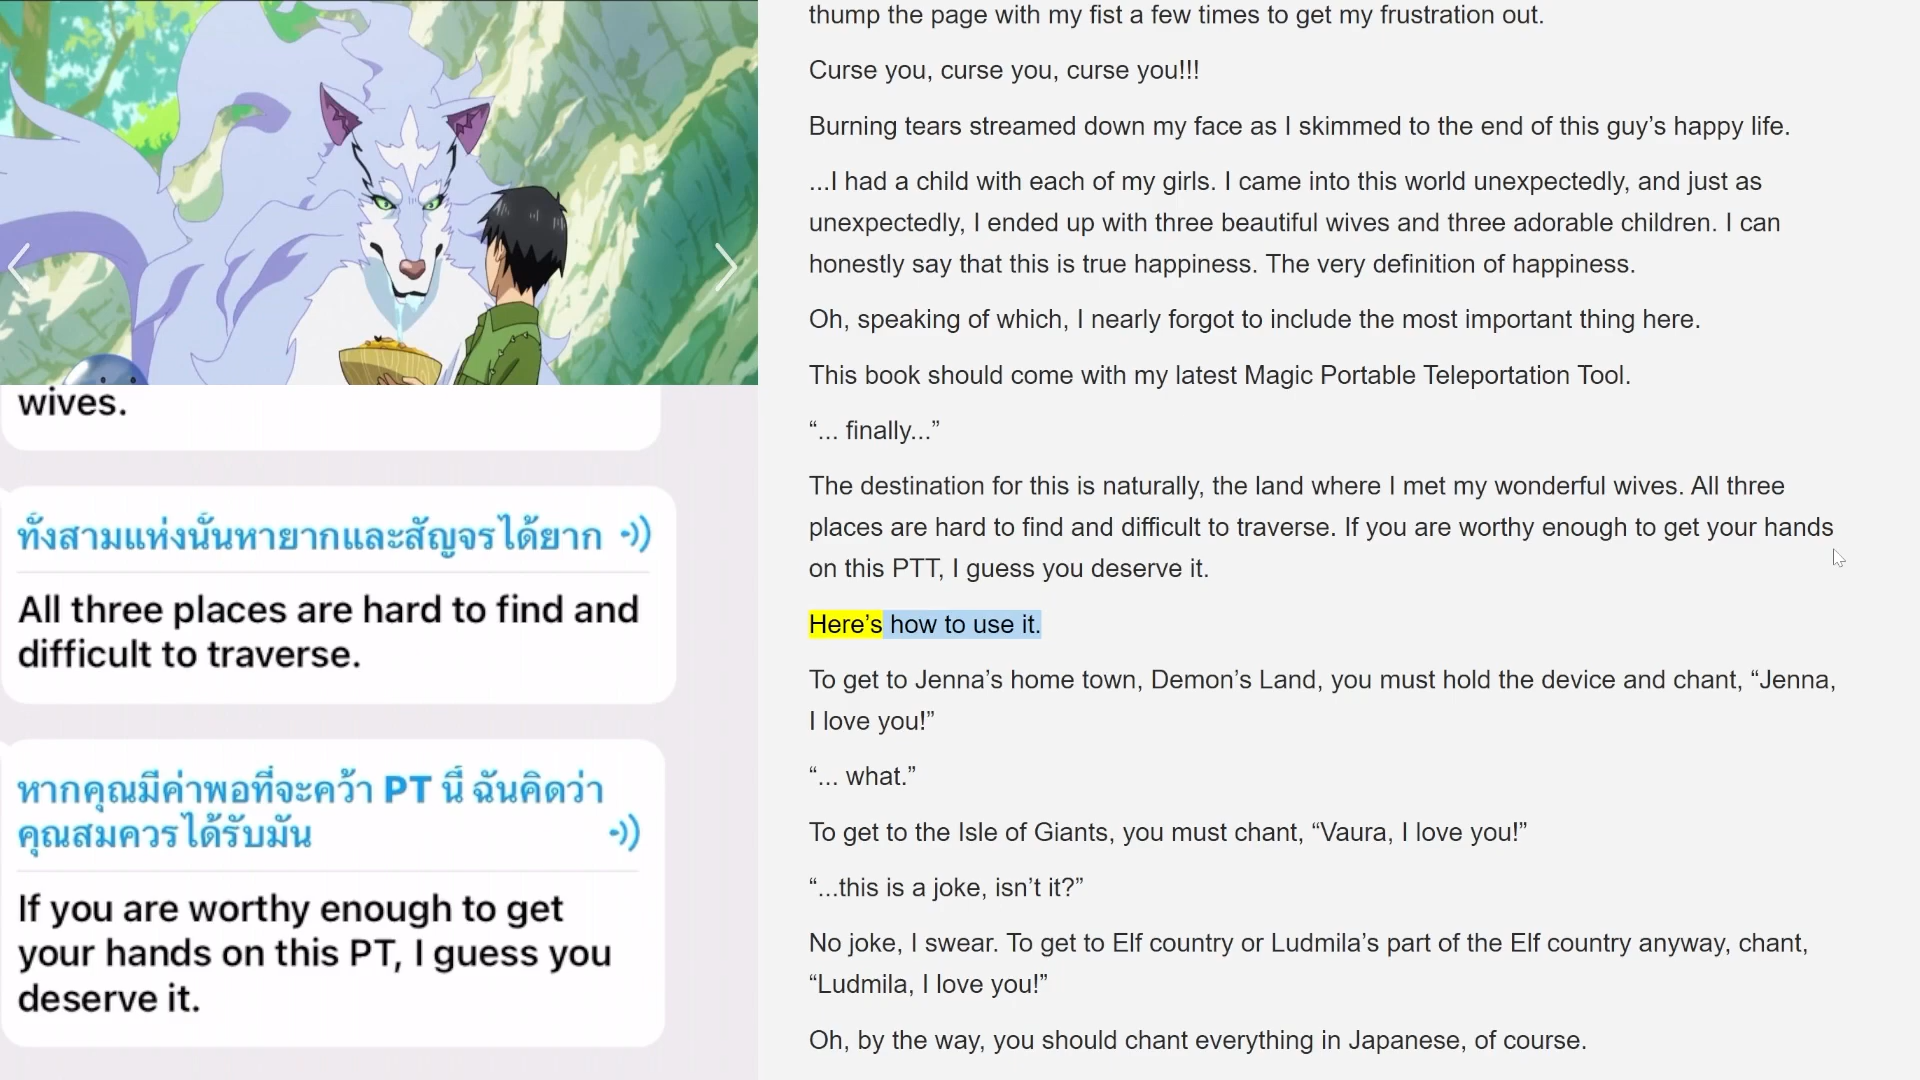 wives.
ทั้งสามแห่งนั้นหายากและสัญจรได้ยาก
All three places are hard to find and
difficult to traverse.
หากคุณมีค่าพอที่จะคว้า PT นี้ ฉันคิดว่า
คุณสมควรได้รับมัน
If you are worthy enough to get
your hands on this PT, I guess you
deserve it.
thump the page with my fist a few times to get my frustration out.
Curse you, curse you, curse you!!!
Burning tears streamed down my face as I skimmed to the end of this guy’s happy life.
...I had a child with each of my girls. I came into this world unexpectedly, and just as
unexpectedly, I ended up with three beautiful wives and three adorable children. I can
honestly say that this is true happiness. The very definition of happiness.
Oh, speaking of which, I nearly forgot to include the most important thing here.
This book should come with my latest Magic Portable Teleportation Tool.
“... finally...”
The destination for this is naturally, the land where I met my wonderful wives. All three
places are hard to find and difficult to traverse. If you are worthy enough to get your hands
on this PTT, I guess you deserve it.
Here’s how to use it.
To get to Jenna’s home town, Demon’s Land, you must hold the device and chant, “Jenna,
I love you!”
“... what.”
To get to the Isle of Giants, you must chant, “Vaura, I love you!”
“...this is a joke, isn’t it?”
No joke, I swear. To get to Elf country or Ludmila’s part of the Elf country anyway, chant,
“Ludmila, I love you!”
Oh, by the way, you should chant everything in Japanese, of course.